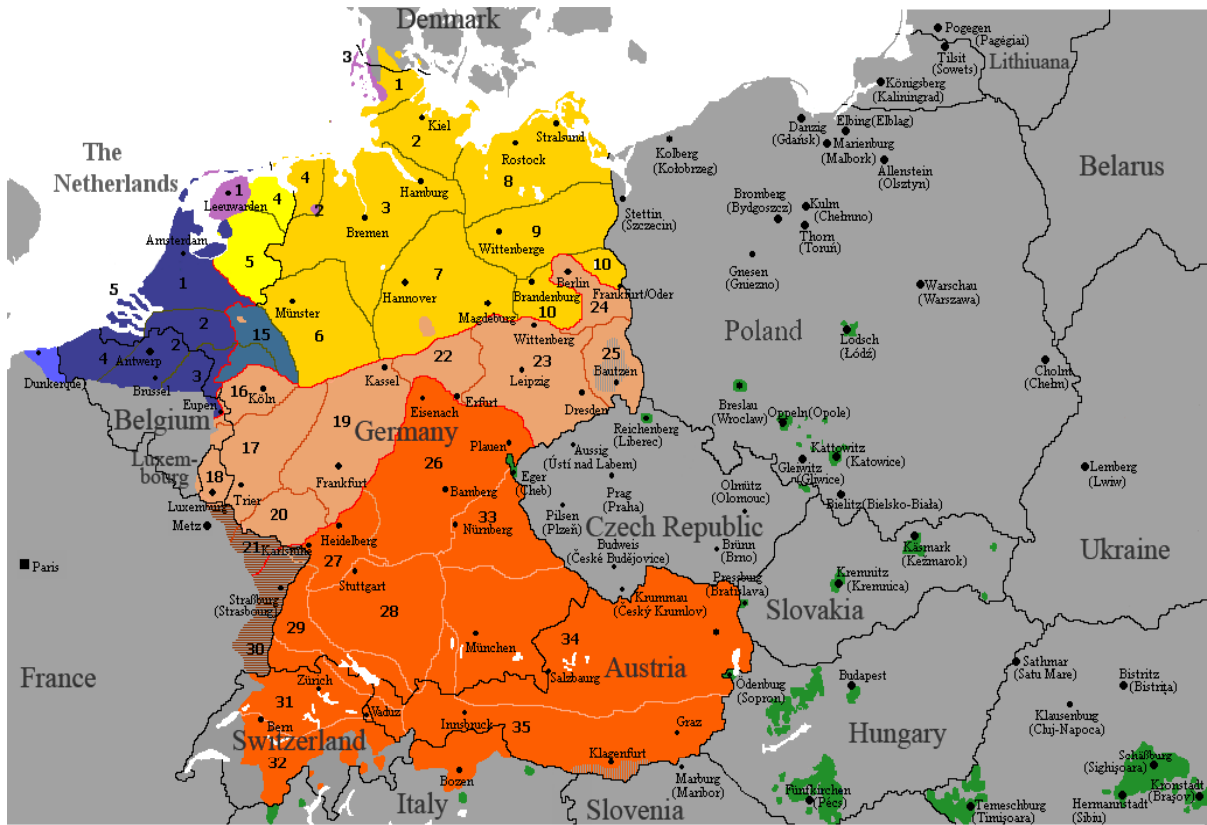 Denmark
Pogegen
(Pagėgiai)
Tilsit
(Sowets)
Lithiuana
3
1
Königsberg
(Kaliningrad)
Kiel
2
Stralsund
Rostock
Danzig
(Gdańsk)
Elbing(Elblag)
Marienburg
(Malbork)
Kolberg
(Kołobrzeg)
Allenstein
(Olsztyn)
Belarus
The
Netherlands
1
Leeuwarden
4
4
2
3
Hamburg
8
Bremen
Stettin
(Szczecin)
Bromberg
(Bydgoszcz)
Kulm
(Chełmno)
Thorn
(Toruń)
Amsterdam
5
Wittenberge
9
10
Gnesen
(Gniezno)
1
5
7
Hannover
Berlin
Brandenburg
Frankfurt/Oder
Münster
Magdeburg
10
24
Warschau
(Warszawa)
2
15
6
Wittenberg
Poland
Lodsch
(Łódź)
4
Antwerp
2
3
Brussel
Dunkerque
22
23
25
Bautzen
Kassel
Leipzig
Cholm
(Chełm)
Eupen
16
Köln
Erfurt
Eisenach
Dresden
Breslau
(Wroclaw)
Oppeln(Opole)
Belgium
19
Germany
Reichenberg
(Liberec)
17
Plauen
Aussig
(Ústí nad Labem)
Kattowitz
(Katowice)
Gleiwitz
(Gliwice)
Luxem-
bourg
18
Trier
Frankfurt
26
Eger
(Cheb)
Prag
(Praha)
Olmütz
(Olomouc)
Bielitz(Bielsko-Biała)
Lemberg
(Lwiw)
Luxemburg
20
Bamberg
Pilsen
(Plzeň)
Metz
Heidelberg
33
Nürnberg
Czech Republic
21
Karlsruhe
27
Budweis
(České Budějovice)
Brünn
(Brno)
Käsmark
(Kezmarok)
Ukraine
Paris
Stuttgart
Straßburg
(Strasbourg)
Krummau
(Český Krumlov)
Pressburg
(Bratislava)
Kremnitz
(Kremnica)
Slovakia
28
29
30
München
34
Austria
Salzbaurg
Ödenburg
(Sopron)
Budapest
Sathmar
(Satu Mare)
Bistritz
(Bistrița)
France
31
Zürich
Bern
Vaduz
Innsbruck
35
Graz
Klausenburg
(Cluj-Napoca)
Switzerland
Hungary
32
Bozen
Klagenfurt
Marburg
(Maribor)
Schäßburg
(Sighișoara)
Kronstadt
(Brașov)
Italy
Slovenia
Fünfkirchen
(Pécs)
Temeschburg
(Timișoara)
Hermannstadt
(Sibiu)